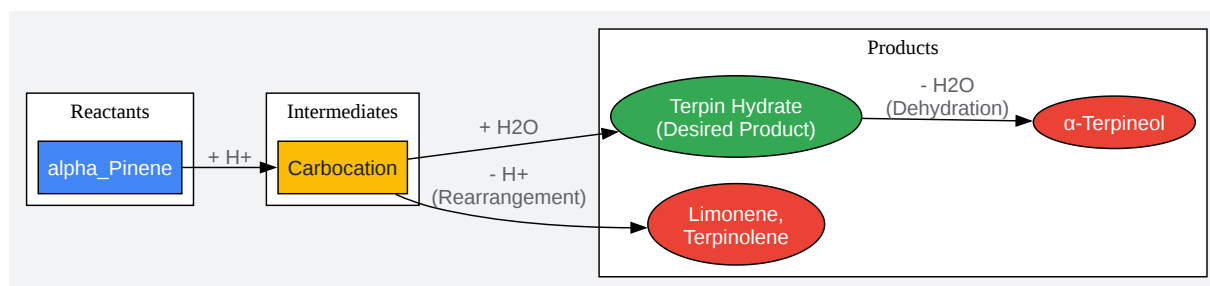 Products
Reactants
Intermediates
alpha_Pinene
+ H+
Carbocation
+ H2O
- H+
(Rearrangement)
Terpin Hydrate
(Desired Product)
- H2O
(Dehydration)
α-Terpineol
Limonene,
Terpinolene